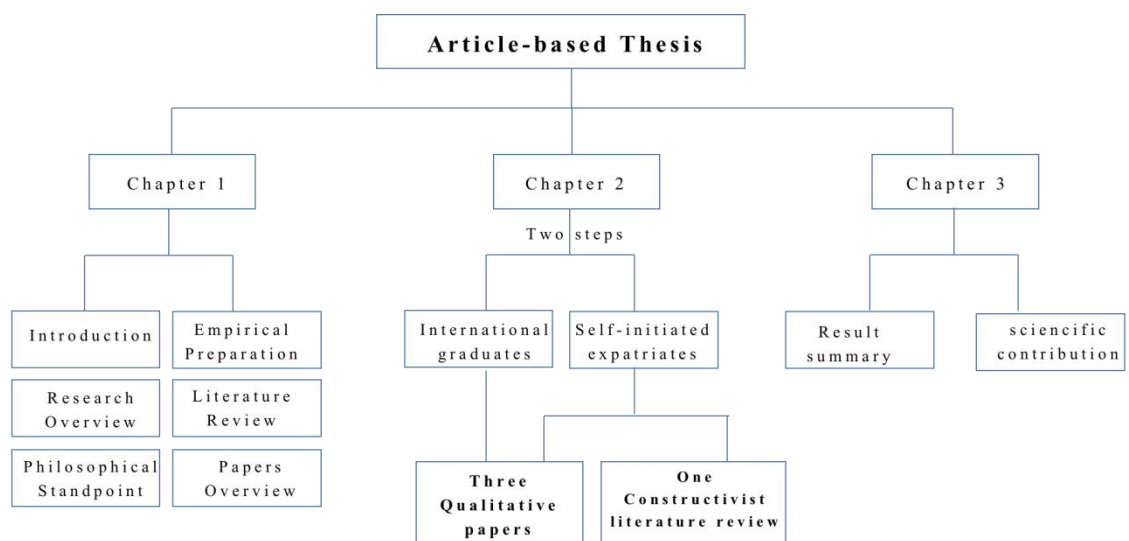 Article-based Thesis
Chapter 1
Chapter 2
Chapter 3
Two steps
Introduction
Empirical
Preparation
Research
Overview
Literature
Review
Philosophical
Standpoint
Papers
Overview
International
graduates
Self-initiated
expatriates
Three
Qualitative
papers
One
Constructivist
literature review
Result
summary
sciencific
contribution